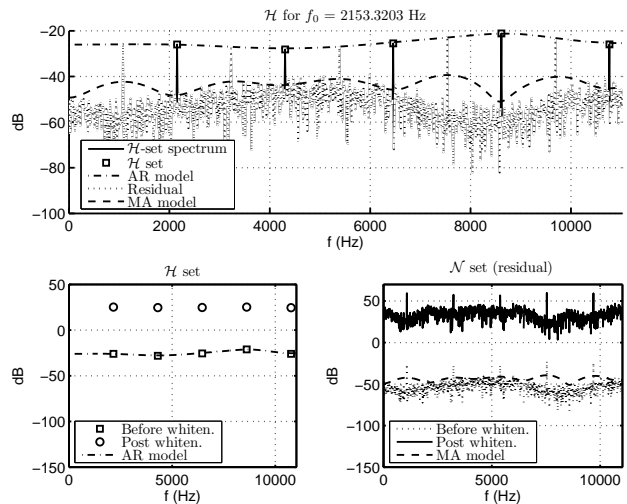 ℋ for f₀ = 2153.3203 Hz
−20
−40
−60
−80
−100
dB
0 2000 4000 6000 8000 10000
f (Hz)
ℋ-set spectrum
ℋ set
AR model
Residual
MA model
ℋ set
50
0
−50
−100
−150
dB
0 5000 10000
f (Hz)
Before whiten.
Post whiten.
AR model
𝒩 set (residual)
50
0
−50
−100
−150
dB
0 5000 10000
f (Hz)
Before whiten.
Post whiten.
MA model